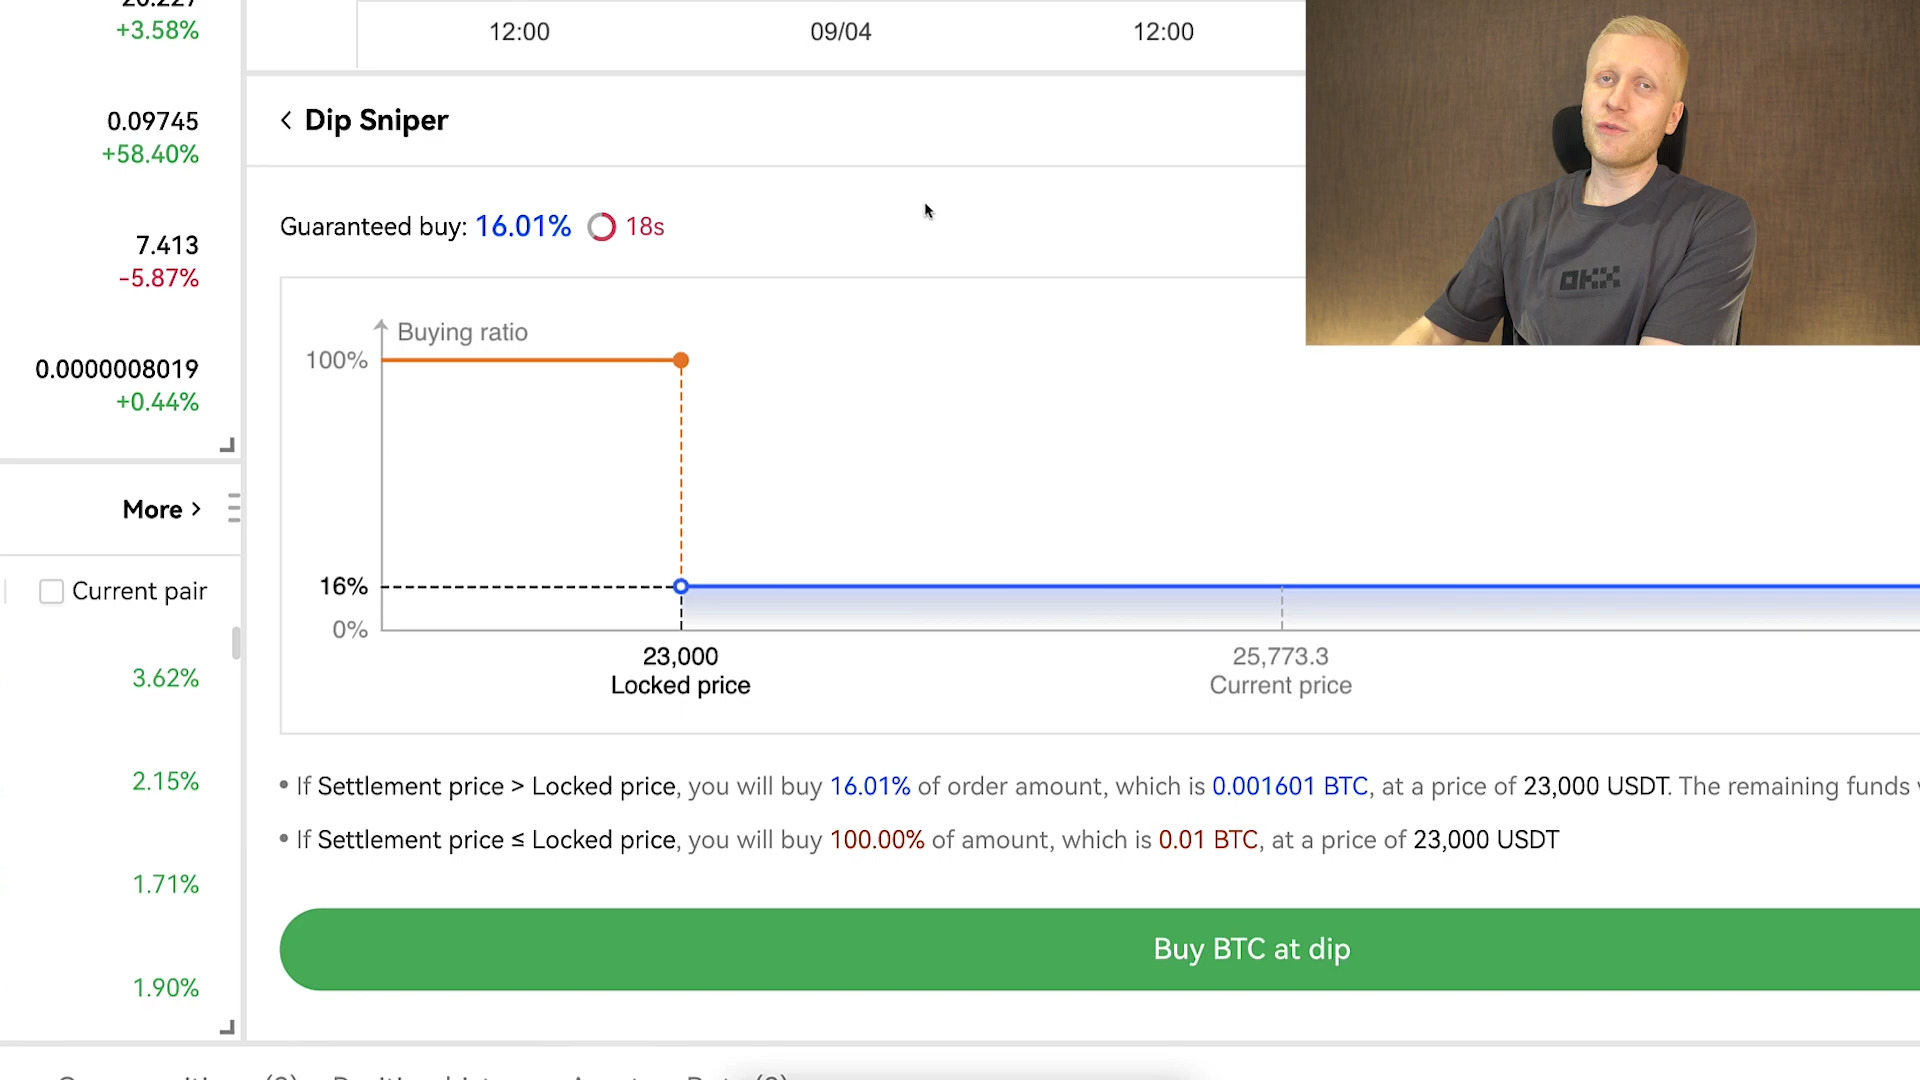 20.227
+3.58%
0.09745
+58.40%
7.413
-5.87%
0.0000008019
+0.44%
More >
Current pair
3.62%
2.15%
1.71%
1.90%
12:00 09/04 12:00
< Dip Sniper
Guaranteed buy: 16.01% 18s
Buying ratio
100%
16%
0%
23,000
Locked price
25,773.3
Current price
• If Settlement price > Locked price, you will buy 16.01% of order amount, which is 0.001601 BTC, at a price of 23,000 USDT. The remaining funds
• If Settlement price ≤ Locked price, you will buy 100.00% of amount, which is 0.01 BTC, at a price of 23,000 USDT
Buy BTC at dip
OKX